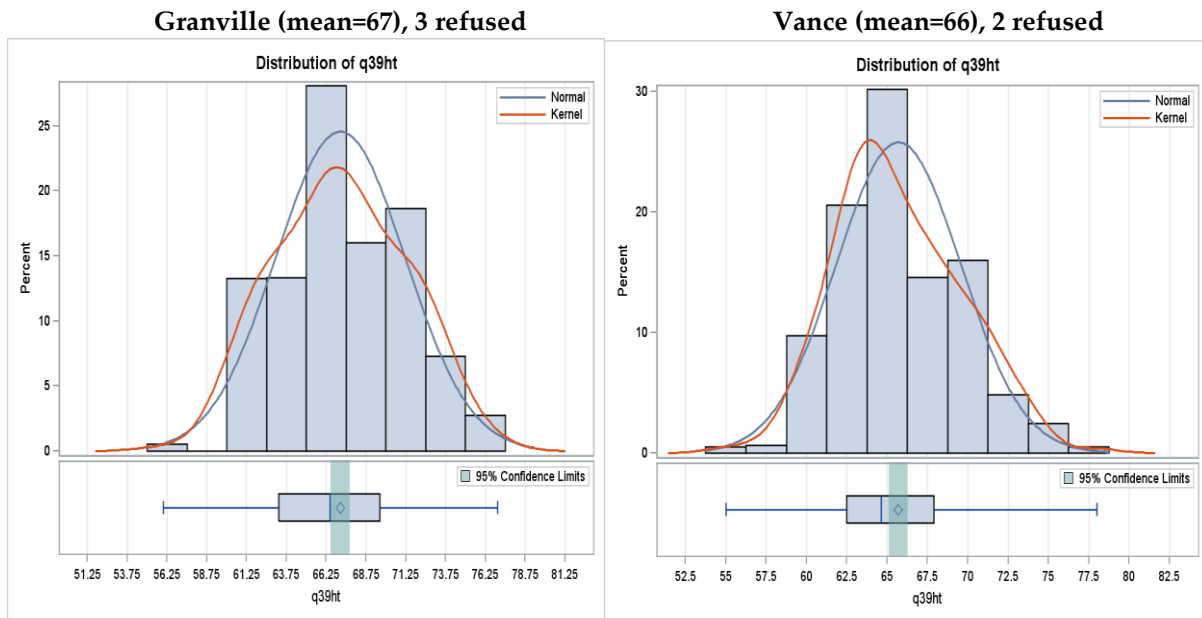 Granville (mean=67), 3 refused
Distribution of q39ht
Normal
Kernel
25
20
15
10
5
0
Percent
95% Confidence Limits
51.25 53.75 56.25 58.75 61.25 63.75 66.25 68.75 71.25 73.75 76.25 78.75 81.25
q39ht
Vance (mean=66), 2 refused
Distribution of q39ht
Normal
Kernel
30
20
10
0
Percent
95% Confidence Limits
52.5 55 57.5 60 62.5 65 67.5 70 72.5 75 77.5 80 82.5
q39ht